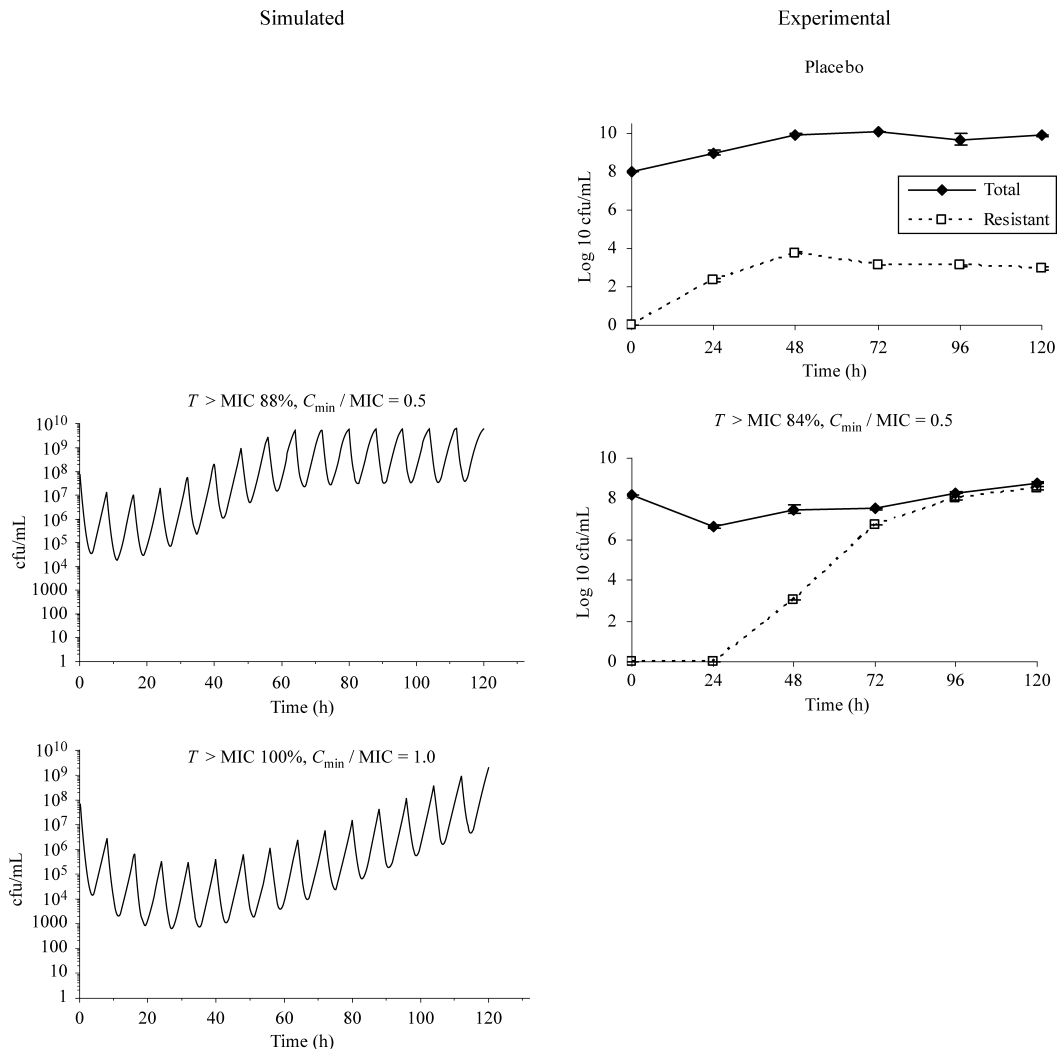 Simulated
Experimental
Placebo
Log 10 cfu/mL
10
8
6
4
2
0
Total
Resistant
0 24 48 72 96 120
Time (h)
T > MIC 88%, Cmin / MIC = 0.5
cfu/mL
10^10
10^9
10^8
10^7
10^6
10^5
10^4
1000
100
10
1
0 20 40 60 80 100 120
Time (h)
T > MIC 84%, Cmin / MIC = 0.5
Log 10 cfu/mL
10
8
6
4
2
0
0 24 48 72 96 120
Time (h)
T > MIC 100%, Cmin / MIC = 1.0
cfu/mL
10^10
10^9
10^8
10^7
10^6
10^5
10^4
1000
100
10
1
0 20 40 60 80 100 120
Time (h)